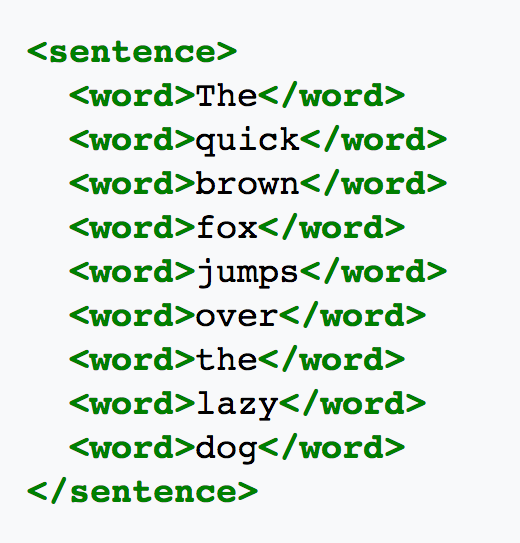 <sentence>
  <word>The</word>
  <word>quick</word>
  <word>brown</word>
  <word>fox</word>
  <word>jumps</word>
  <word>over</word>
  <word>the</word>
  <word>lazy</word>
  <word>dog</word>
</sentence>